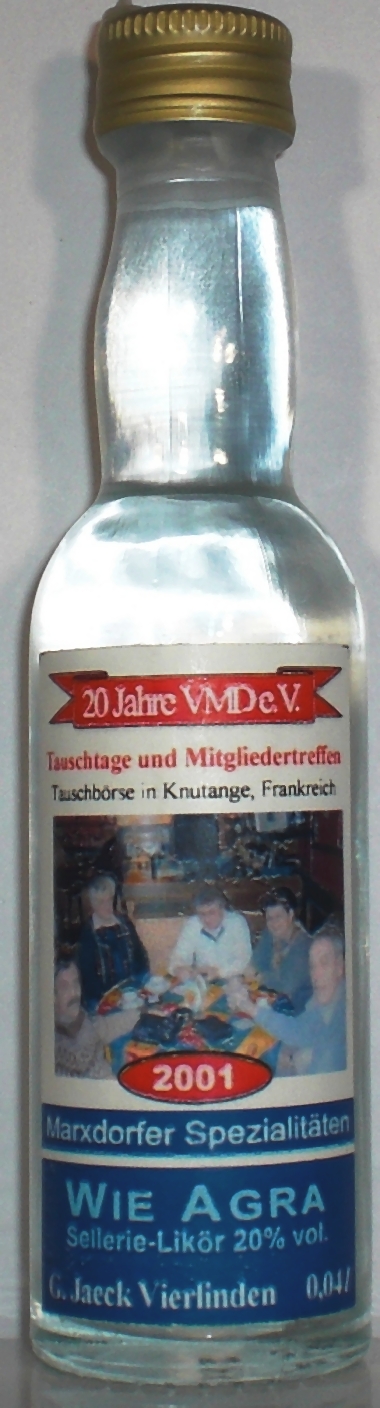 20 Jahre VMD e.V.
Tauschtage und Mitgliedertreffen
Tauschbörse in Knutange, Frankreich
2001
Marxdorfer Spezialitäten
WIE AGRA
Sellerie-Likör 20% vol.
G. Jaeck Vierlinden 0,04l